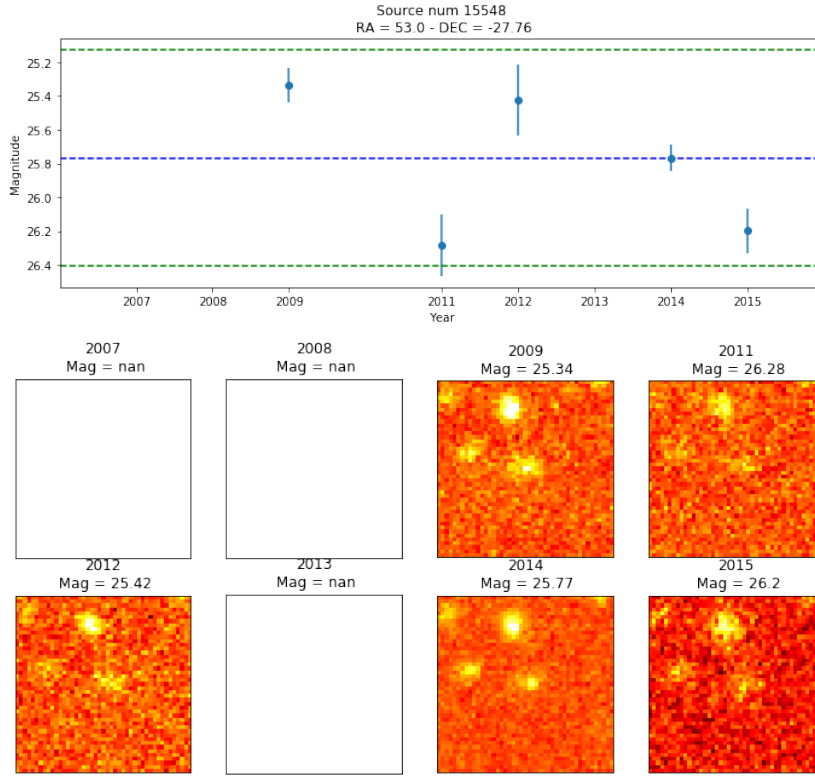 Source num 15548
RA = 53.0 - DEC = -27.76
25.2
25.4
25.6
25.8
26.0
26.2
26.4
Magnitude
2007 2008 2009 2011 2012 2013 2014 2015
Year
2007 2008 2009 2011
Mag = nan Mag = nan Mag = 25.34 Mag = 26.28
2012 2013 2014 2015
Mag = 25.42 Mag = nan Mag = 25.77 Mag = 26.2